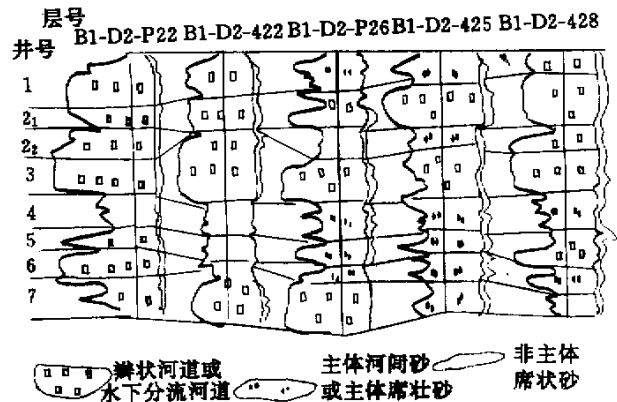 层号
B1-D2-P22 B1-D2-422 B1-D2-P26 B1-D2-425 B1-D2-428
井号
1
2₁
2₂
3
4
5
6
7
辫状河道或
水下分流河道
主体河间砂
或主体席壮砂
非主体
席状砂